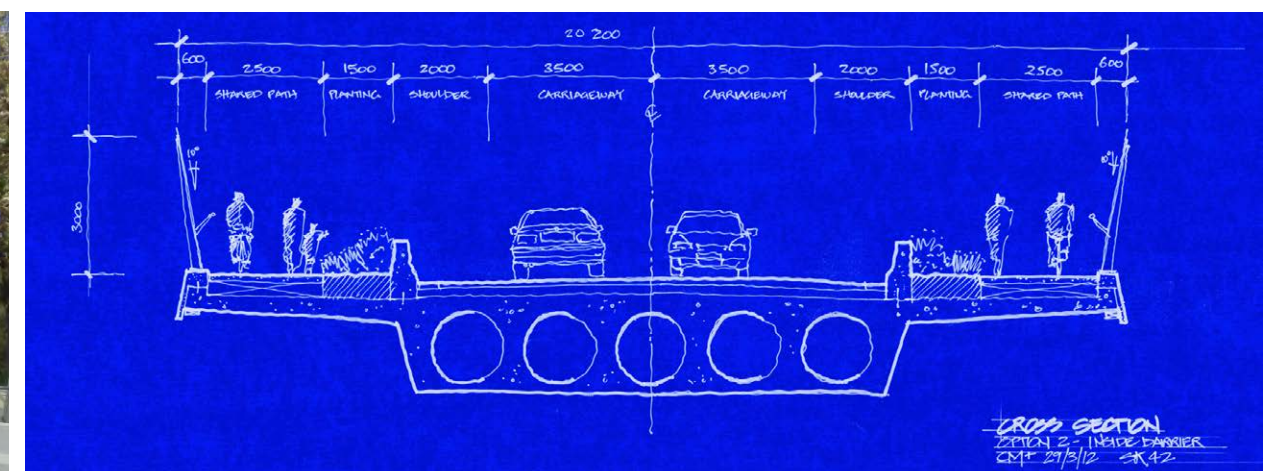 20 200
600 2500 1500 2000 3500 3500 2000 1500 2500 600
SHARED PATH PLANTING SHOULDER CARRIAGEWAY CARRIAGEWAY SHOULDER PLANTING SHARED PATH
10° 10°
3000
CROSS SECTION
OPTION 2 - INSIDE BARRIER
CM+ 29/3/12 SK42